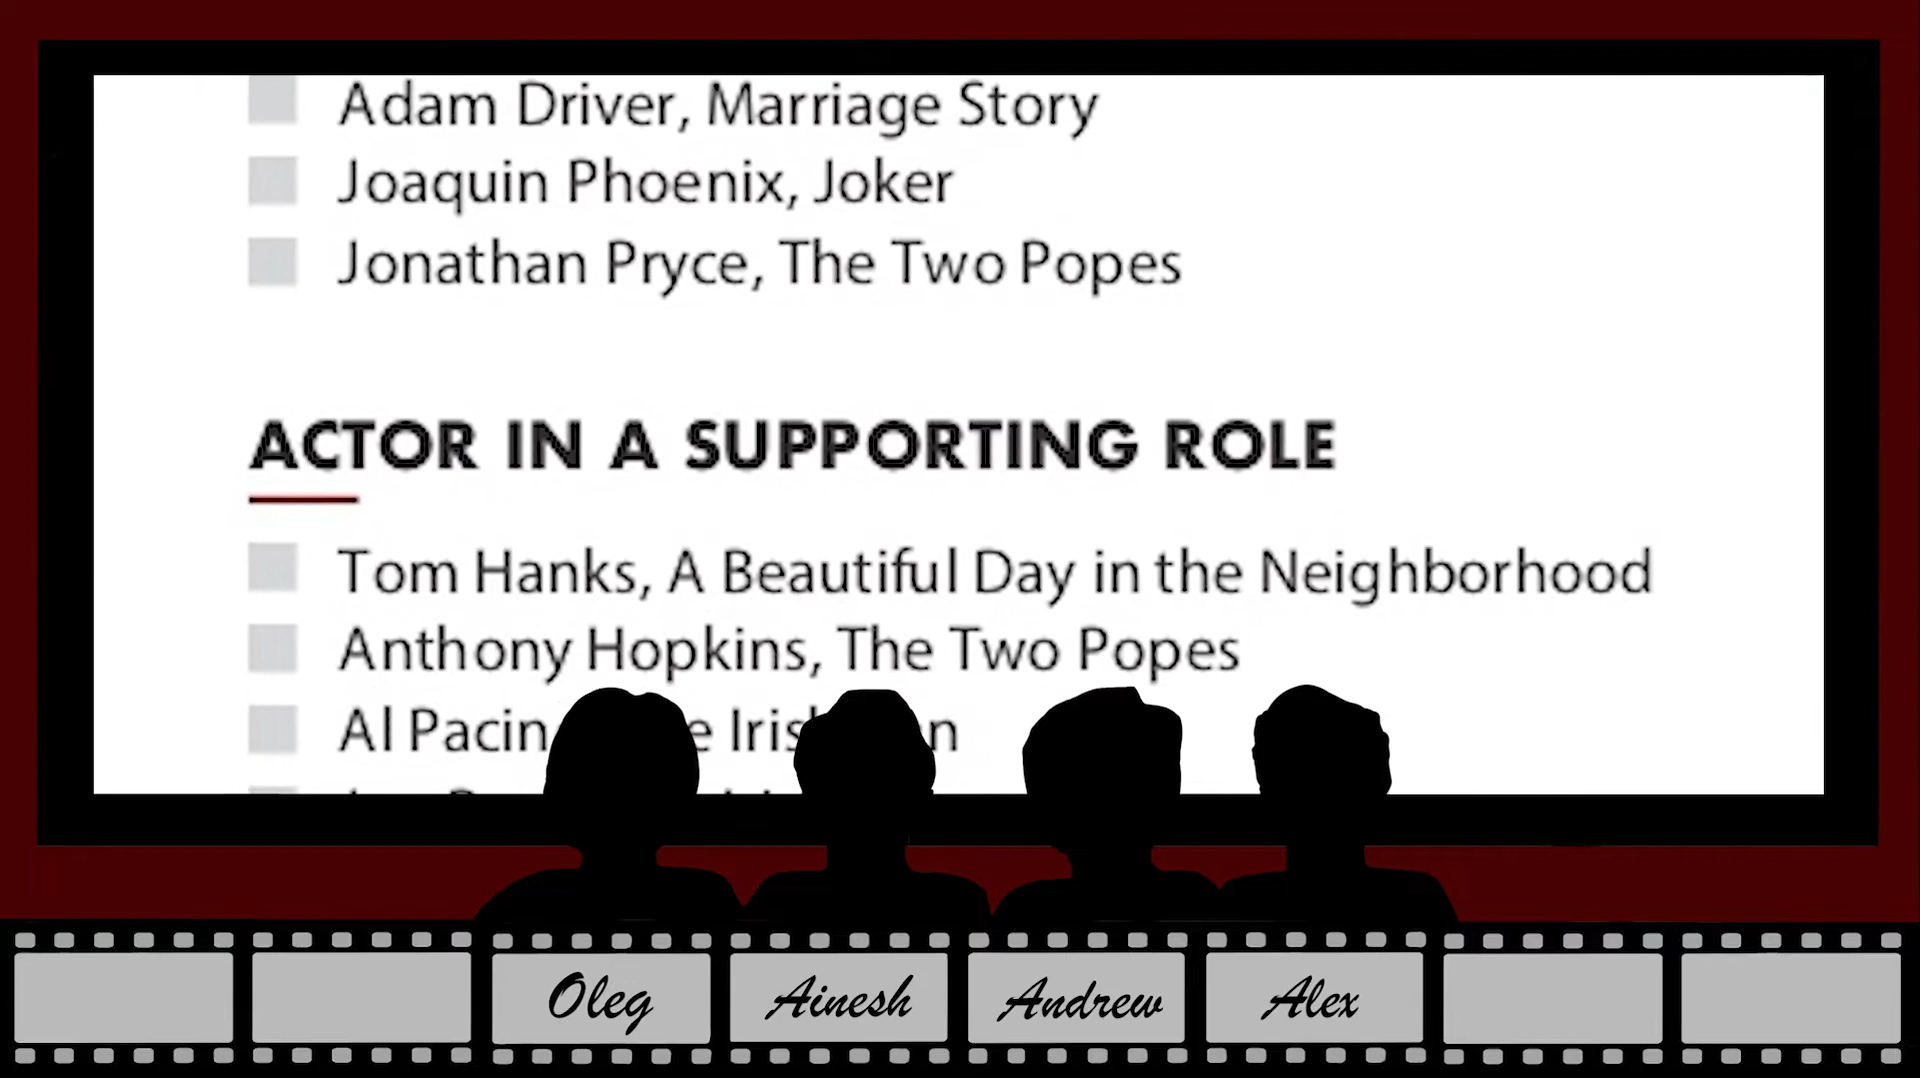 Adam Driver, Marriage Story
Joaquin Phoenix, Joker
Jonathan Pryce, The Two Popes
ACTOR IN A SUPPORTING ROLE
Tom Hanks, A Beautiful Day in the Neighborhood
Anthony Hopkins, The Two Popes
Al
Oleg
Ainesh
Andrew
Alex